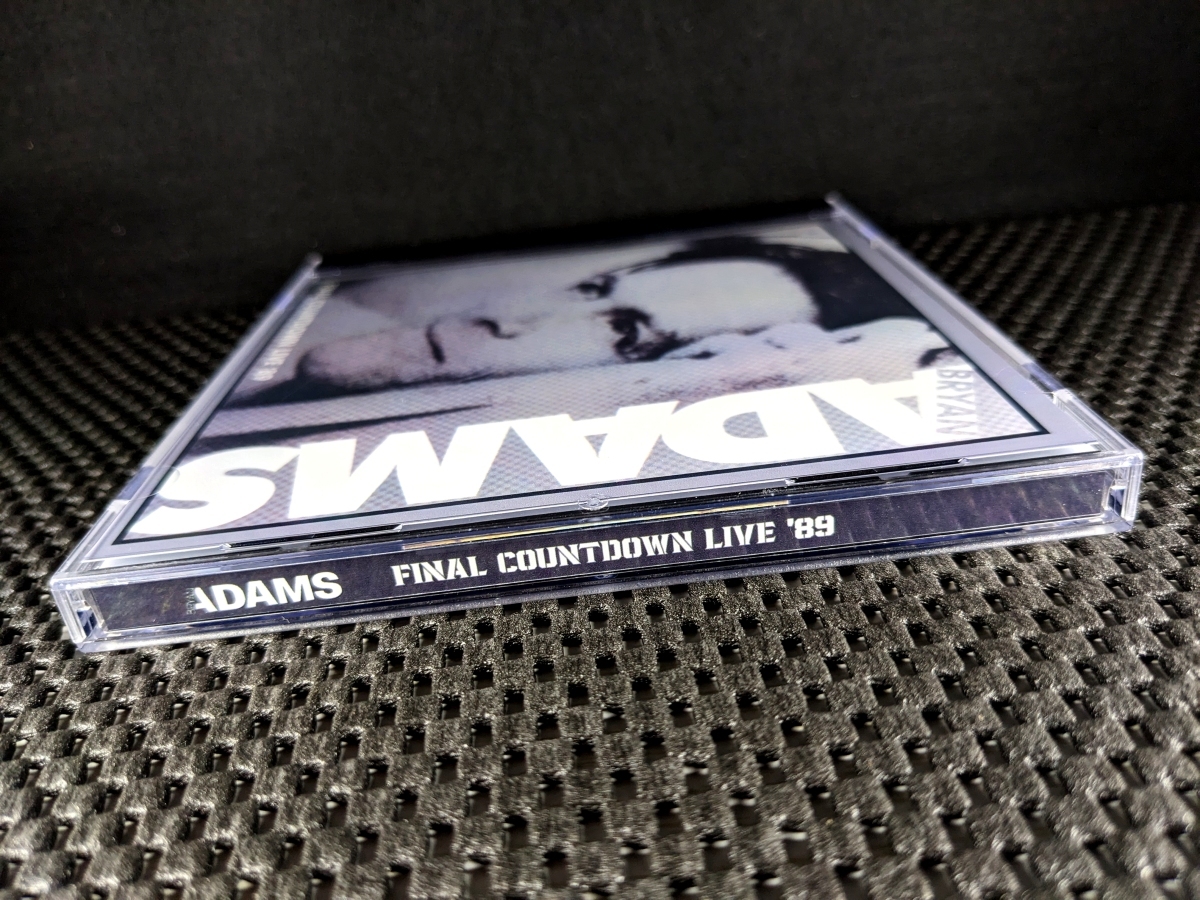 BRYAN
ADAMS
ADAMS FINAL COUNTDOWN LIVE '89